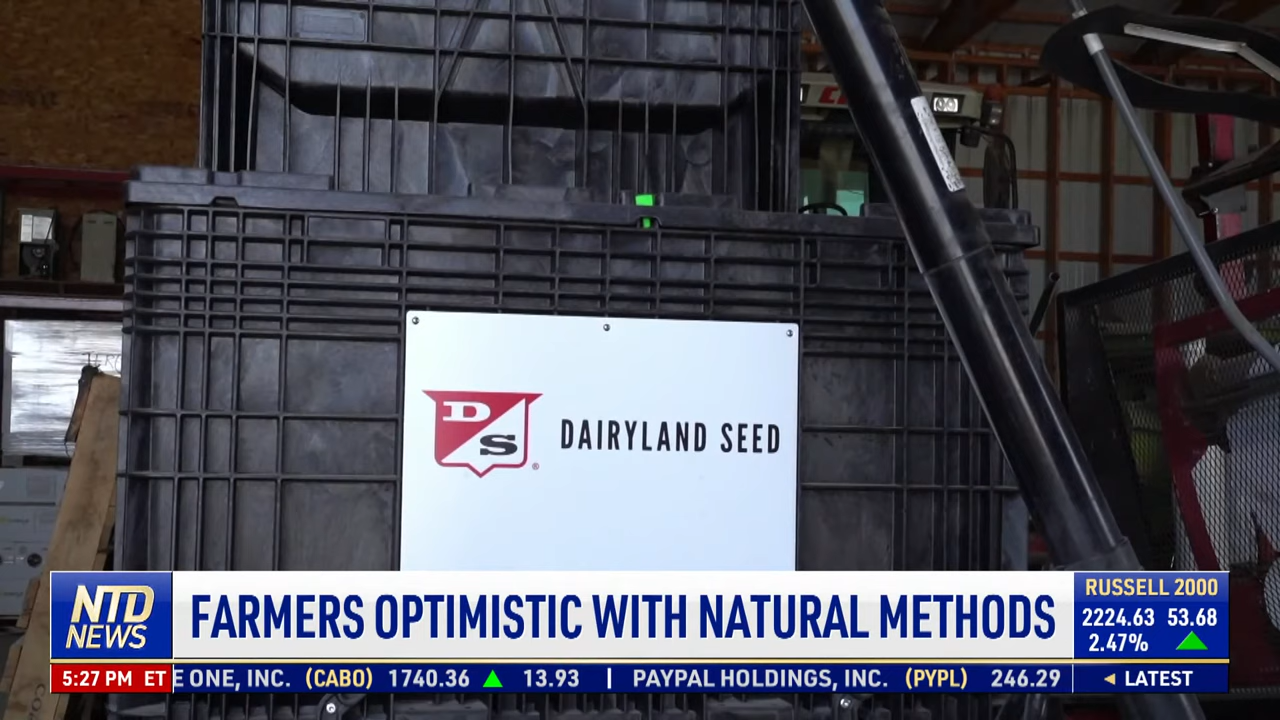 D
S
®
DAIRYLAND SEED
NTD
NEWS
FARMERS OPTIMISTIC WITH NATURAL METHODS
RUSSELL 2000
2224.63 53.68
2.47%
5:27 PM ET
E ONE, INC. (CABO) 1740.36 ▲ 13.93 | PAYPAL HOLDINGS, INC. (PYPL) 246.29
◄ LATEST